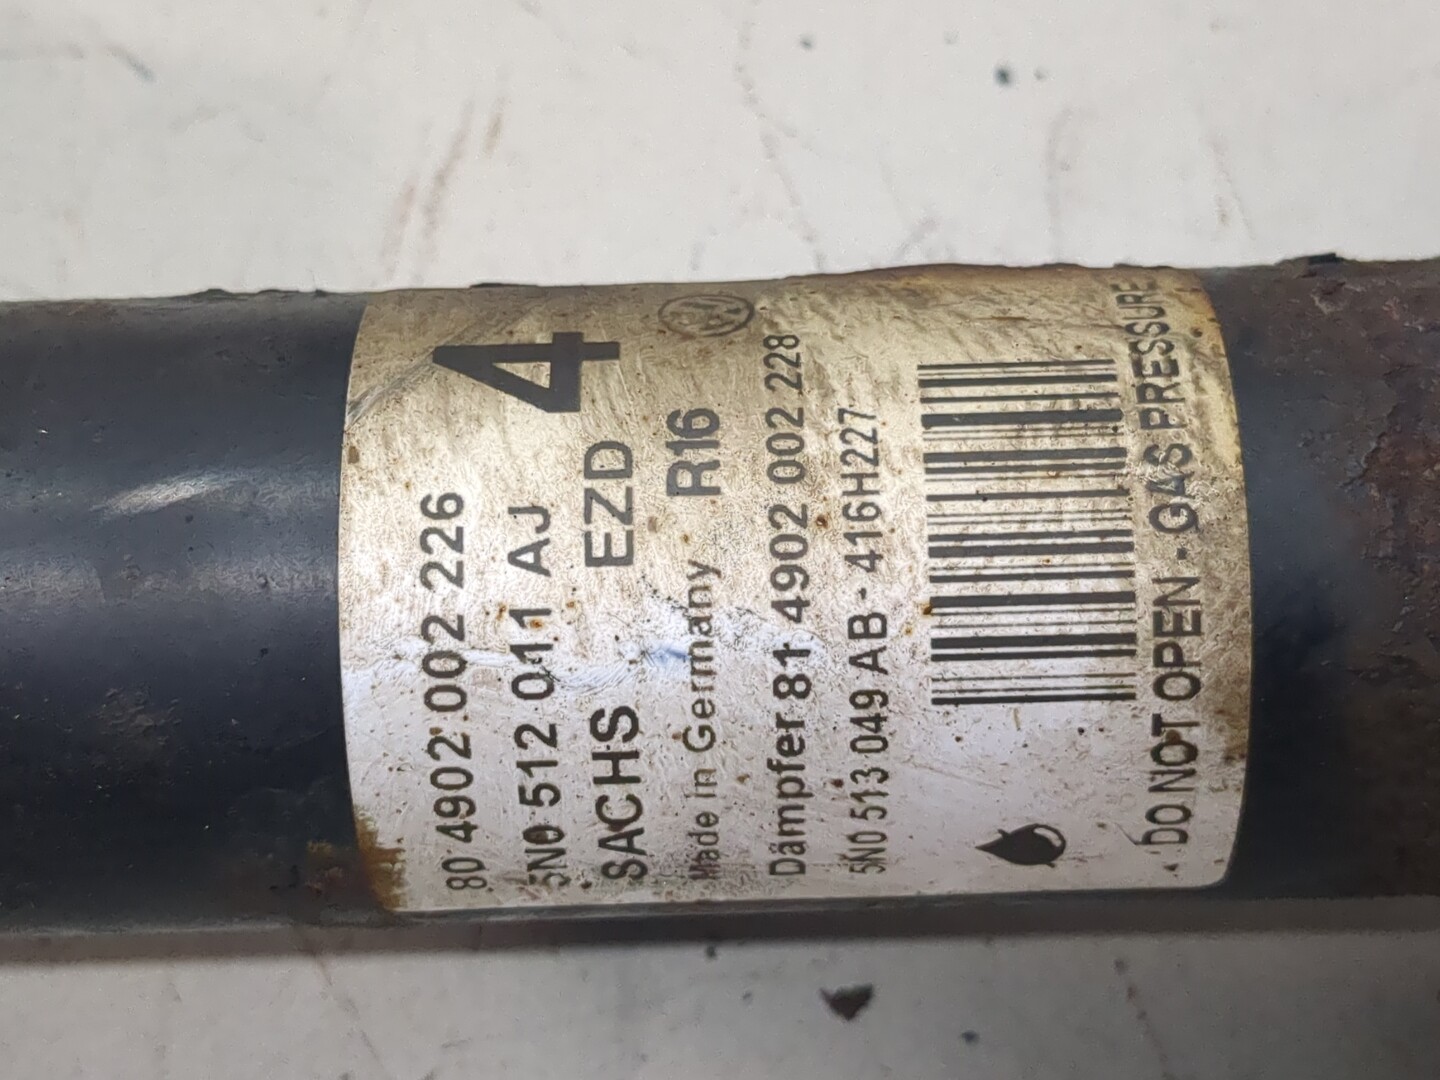 80 4902 002 226
5N0 512 011 AJ
4
SACHS EZD
Made in Germany R16
Dämpfer 81 4902 002 228
5N0 513 049 AB - 416H227
DO NOT OPEN - GAS PRESSURE